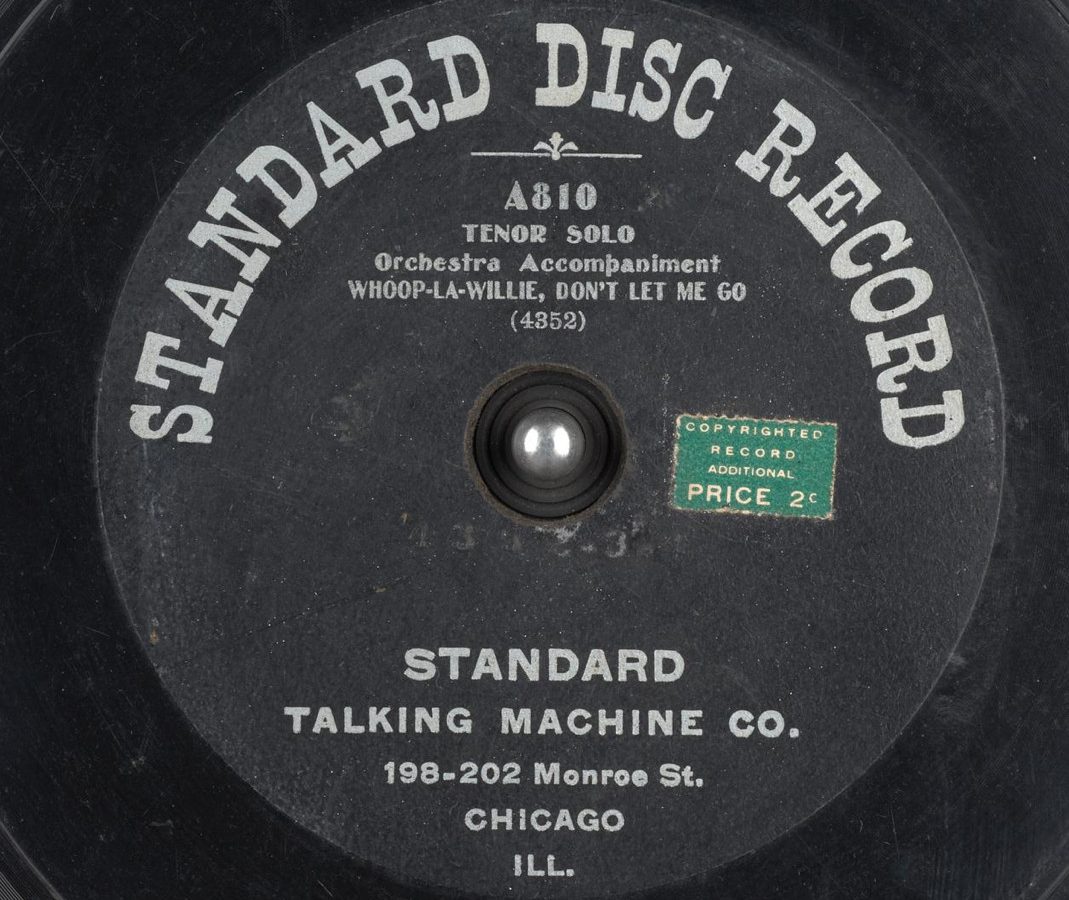 STANDARD DISC RECORD
A810
TENOR SOLO
Orchestra Accompaniment
WHOOP-LA-WILLIE, DON'T LET ME GO
(4352)
COPYRIGHTED
RECORD
ADDITIONAL
PRICE 2c
STANDARD
TALKING MACHINE CO.
198-202 Monroe St.
CHICAGO
ILL.